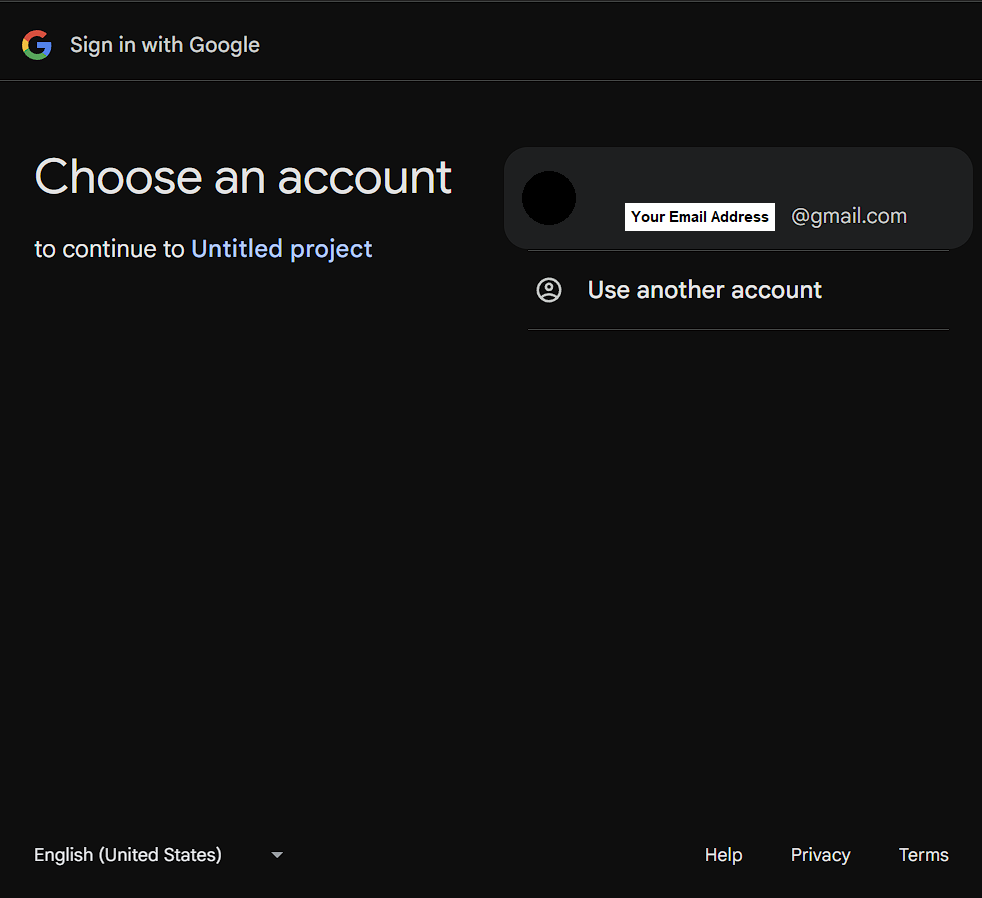 Sign in with Google
Choose an account
to continue to Untitled project
Your Email Address @gmail.com
Use another account
English (United States)
Help Privacy Terms